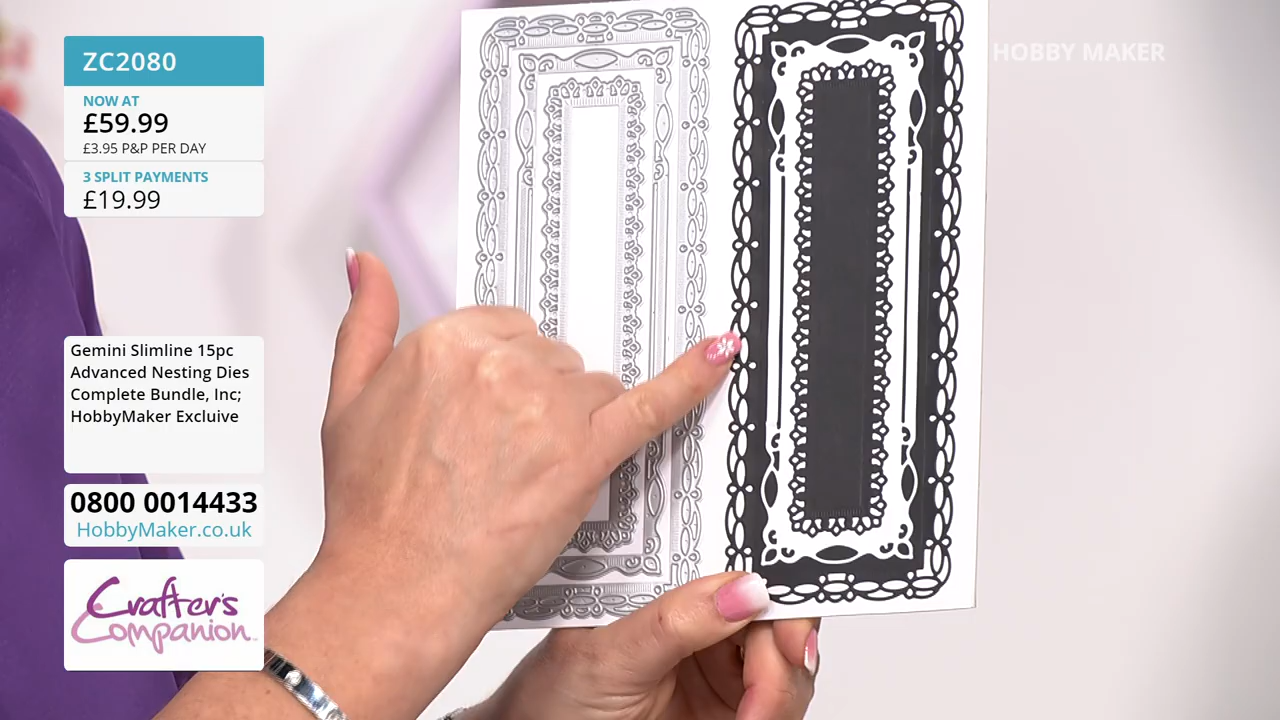 ZC2080
NOW AT
£59.99
£3.95 P&P PER DAY
3 SPLIT PAYMENTS
£19.99
Gemini Slimline 15pc
Advanced Nesting Dies
Complete Bundle, Inc;
HobbyMaker Excluive
0800 0014433
HobbyMaker.co.uk
Crafter's
Companion
HOBBY MAKER